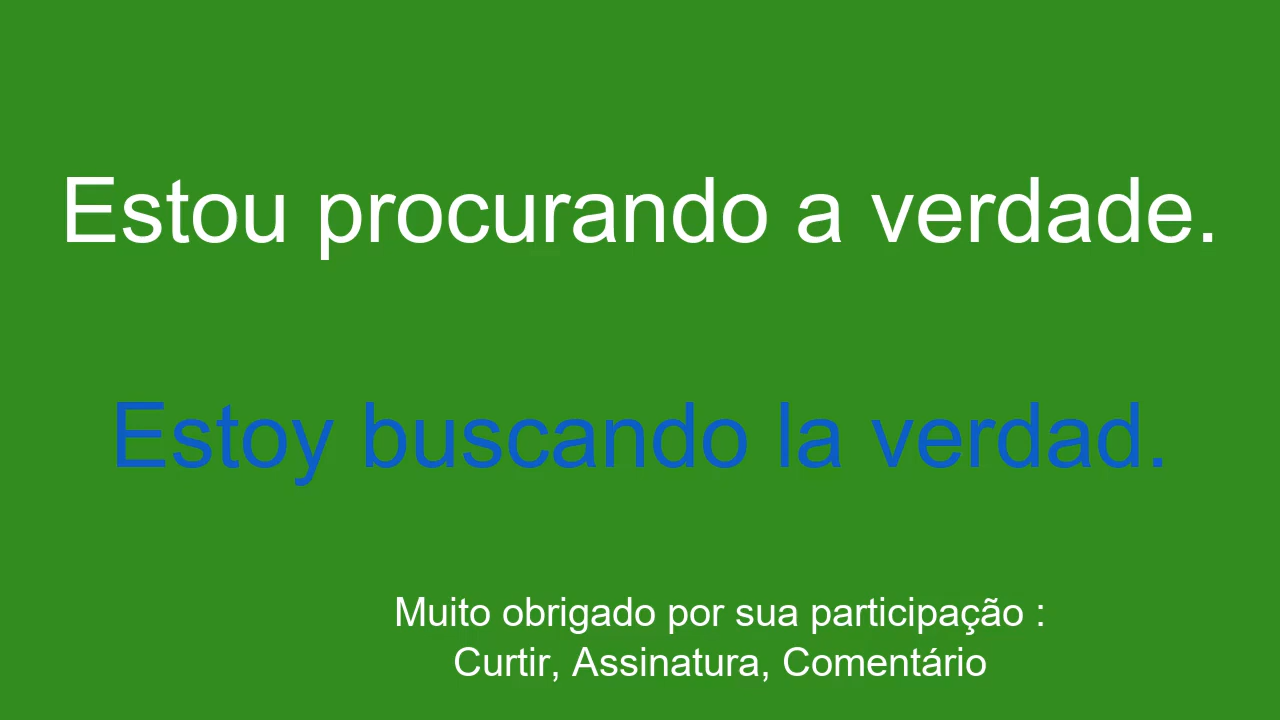 Estou procurando a verdade.
Estoy buscando la verdad.
Muito obrigado por sua participação :
Curtir, Assinatura, Comentário